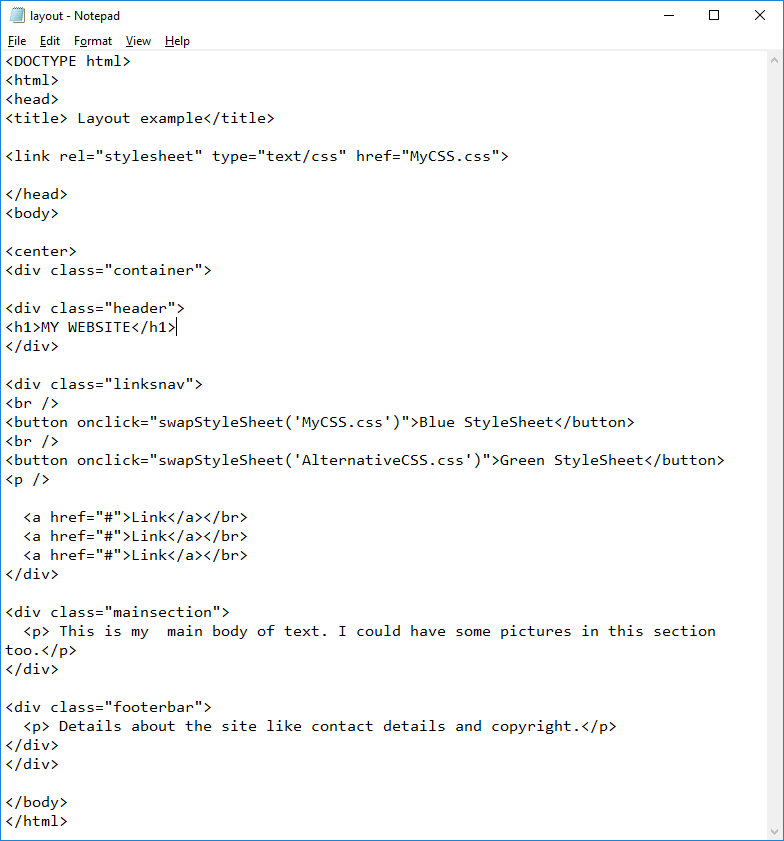 layout - Notepad
File Edit Format View Help
<DOCTYPE html>
<html>
<head>
<title> Layout example</title>

<link rel="stylesheet" type="text/css" href="MyCSS.css">

</head>
<body>

<center>
<div class="container">

<div class="header">
<h1>MY WEBSITE</h1>
</div>

<div class="linksnav">
<br />
<button onclick="swapStyleSheet('MyCSS.css')">Blue StyleSheet</button>
<br />
<button onclick="swapStyleSheet('AlternativeCSS.css')">Green StyleSheet</button>
<p />

  <a href="#">Link</a></br>
  <a href="#">Link</a></br>
  <a href="#">Link</a></br>
</div>

<div class="mainsection">
  <p> This is my  main body of text. I could have some pictures in this section
too.</p>
</div>

<div class="footerbar">
  <p> Details about the site like contact details and copyright.</p>
</div>
</div>

</body>
</html>